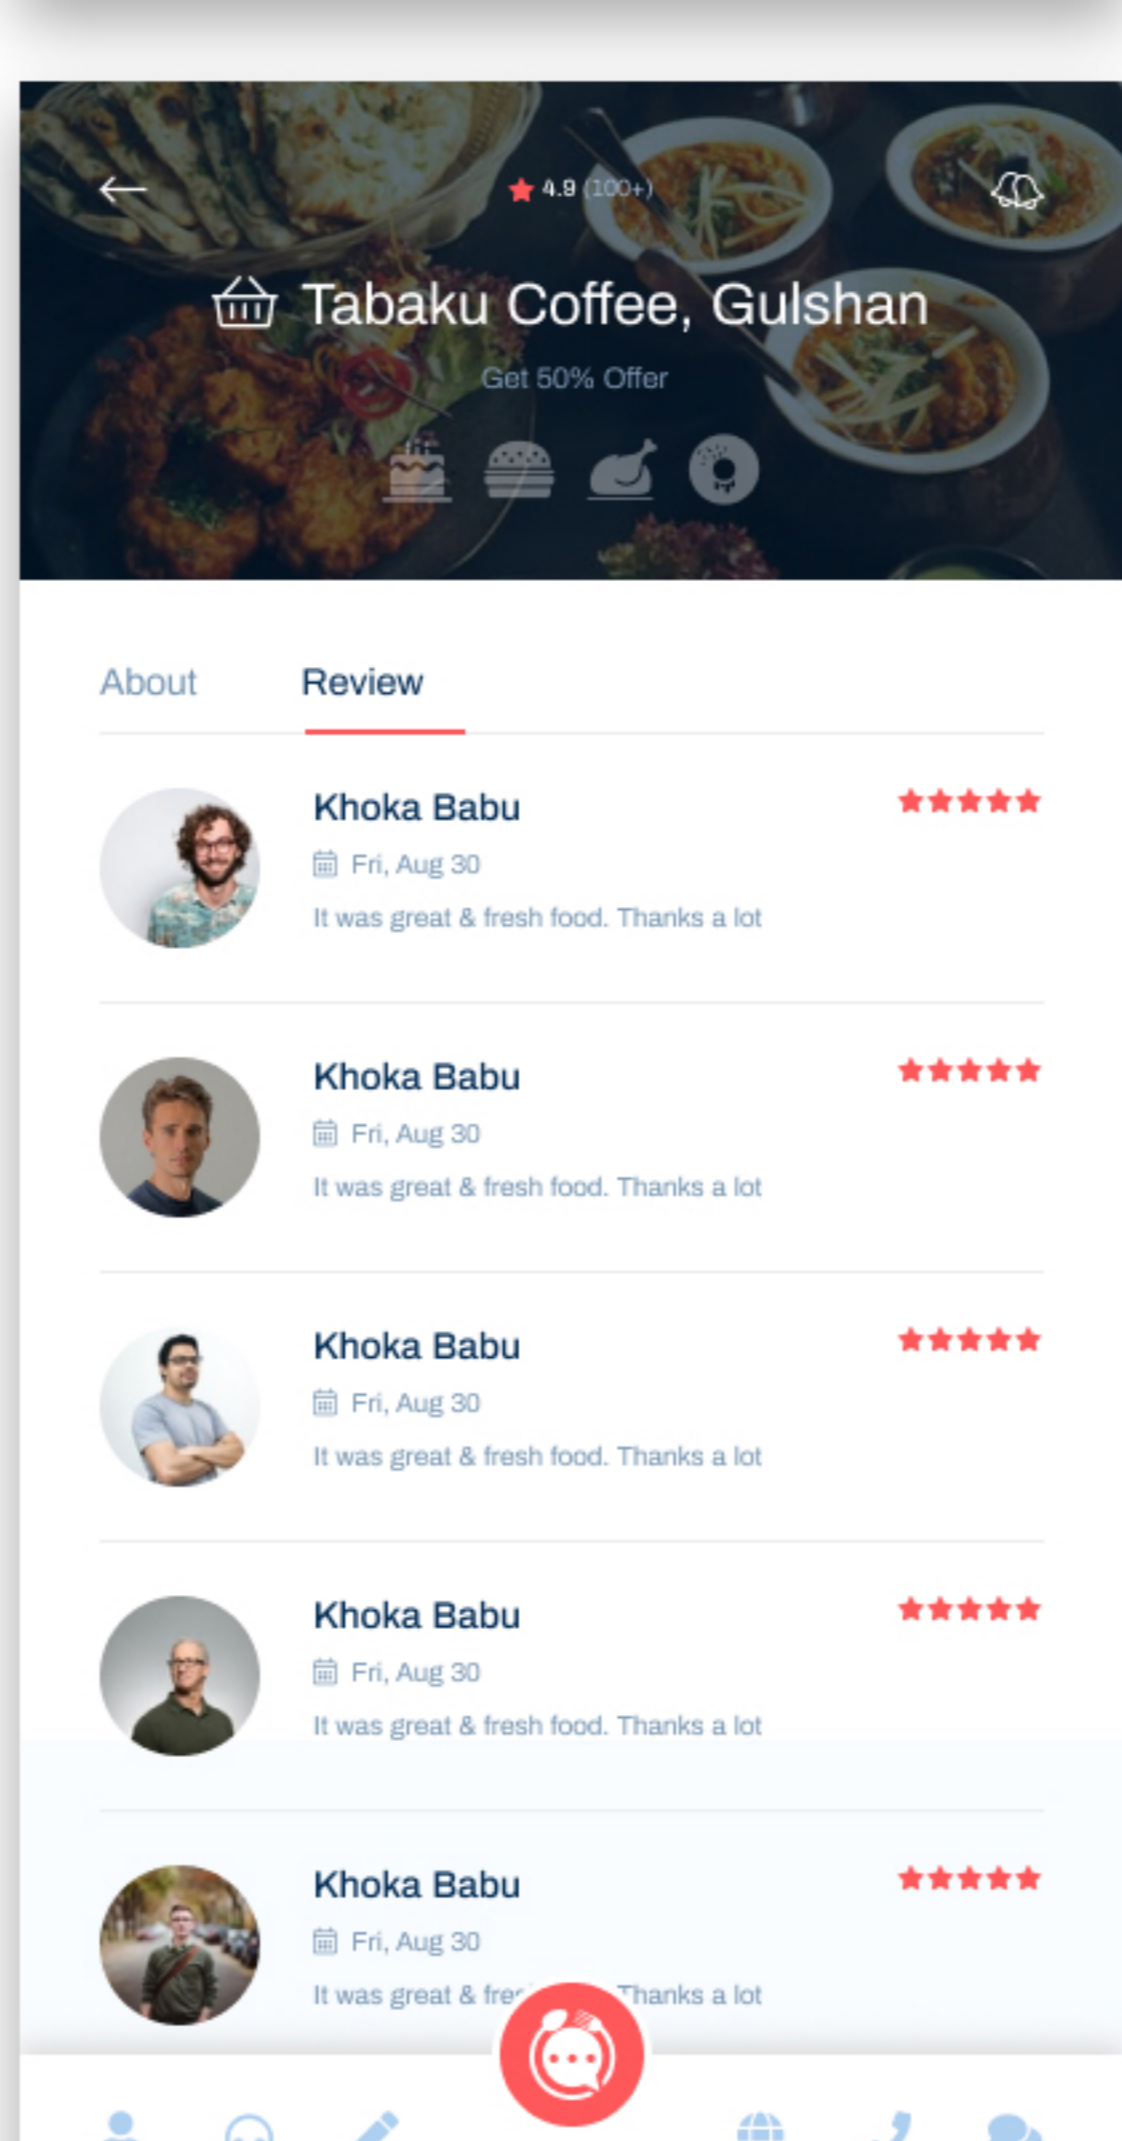 4.9 (100+)
Tabaku Coffee, Gulshan
Get 50% Offer
About Review
Khoka Babu
Fri, Aug 30
It was great & fresh food. Thanks a lot
Khoka Babu
Fri, Aug 30
It was great & fresh food. Thanks a lot
Khoka Babu
Fri, Aug 30
It was great & fresh food. Thanks a lot
Khoka Babu
Fri, Aug 30
It was great & fresh food. Thanks a lot
Khoka Babu
Fri, Aug 30
It was great & Thanks a lot